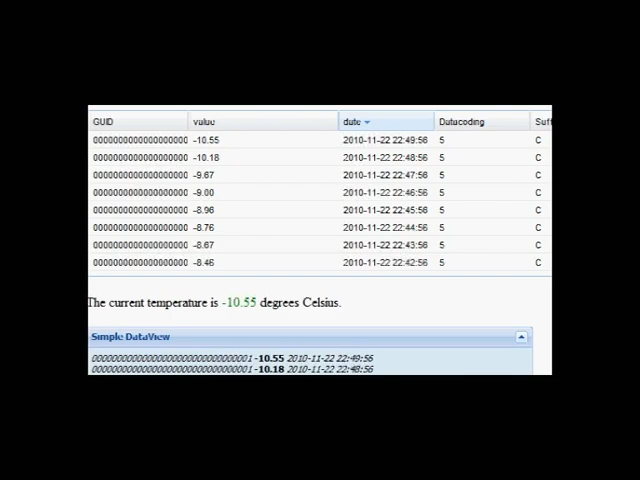 GUID value date Datacoding Suff
0000000000000000000 -10.55 2010-11-22 22:49:56 5 C
0000000000000000000 -10.18 2010-11-22 22:48:56 5 C
0000000000000000000 -9.67 2010-11-22 22:47:56 5 C
0000000000000000000 -9.00 2010-11-22 22:46:56 5 C
0000000000000000000 -8.96 2010-11-22 22:45:56 5 C
0000000000000000000 -8.76 2010-11-22 22:44:56 5 C
0000000000000000000 -8.67 2010-11-22 22:43:56 5 C
0000000000000000000 -8.46 2010-11-22 22:42:56 5 C
The current temperature is -10.55 degrees Celsius.
Simple DataView
00000000000000000000000000000001 -10.55 2010-11-22 22:49:56
00000000000000000000000000000001 -10.18 2010-11-22 22:48:56